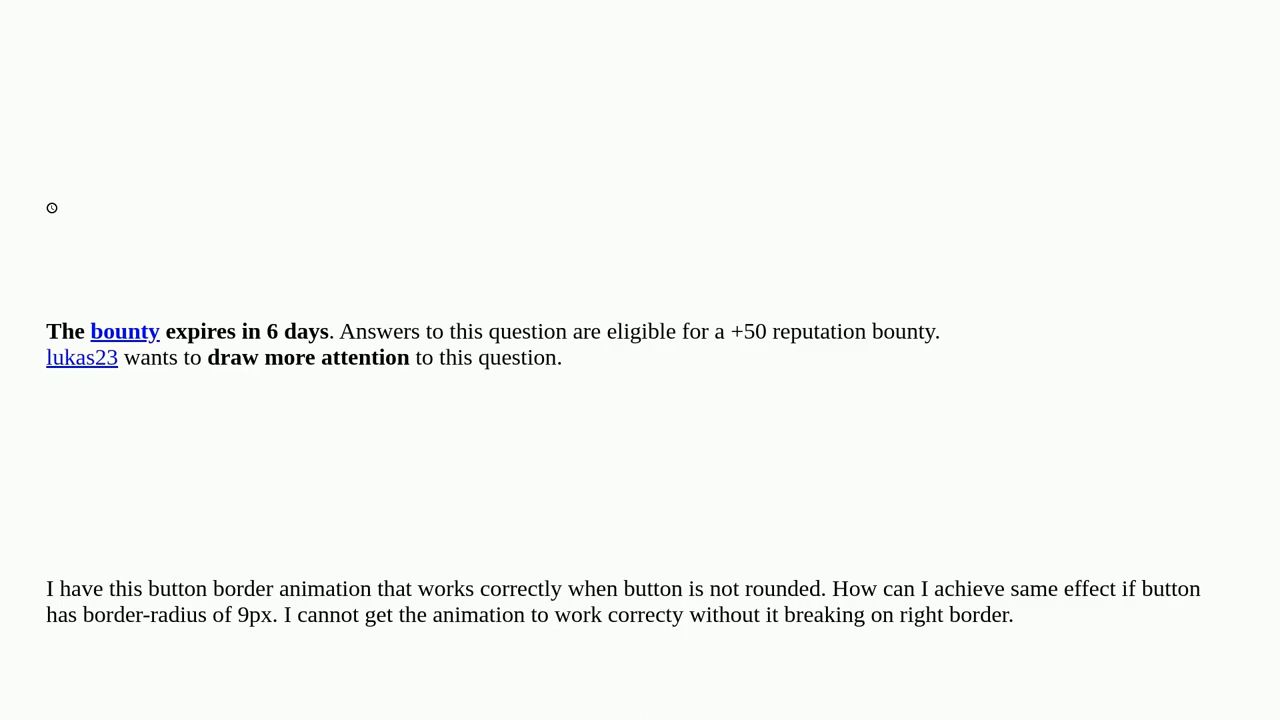 The bounty expires in 6 days. Answers to this question are eligible for a +50 reputation bounty.
lukas23 wants to draw more attention to this question.
I have this button border animation that works correctly when button is not rounded. How can I achieve same effect if button
has border-radius of 9px. I cannot get the animation to work correcty without it breaking on right border.